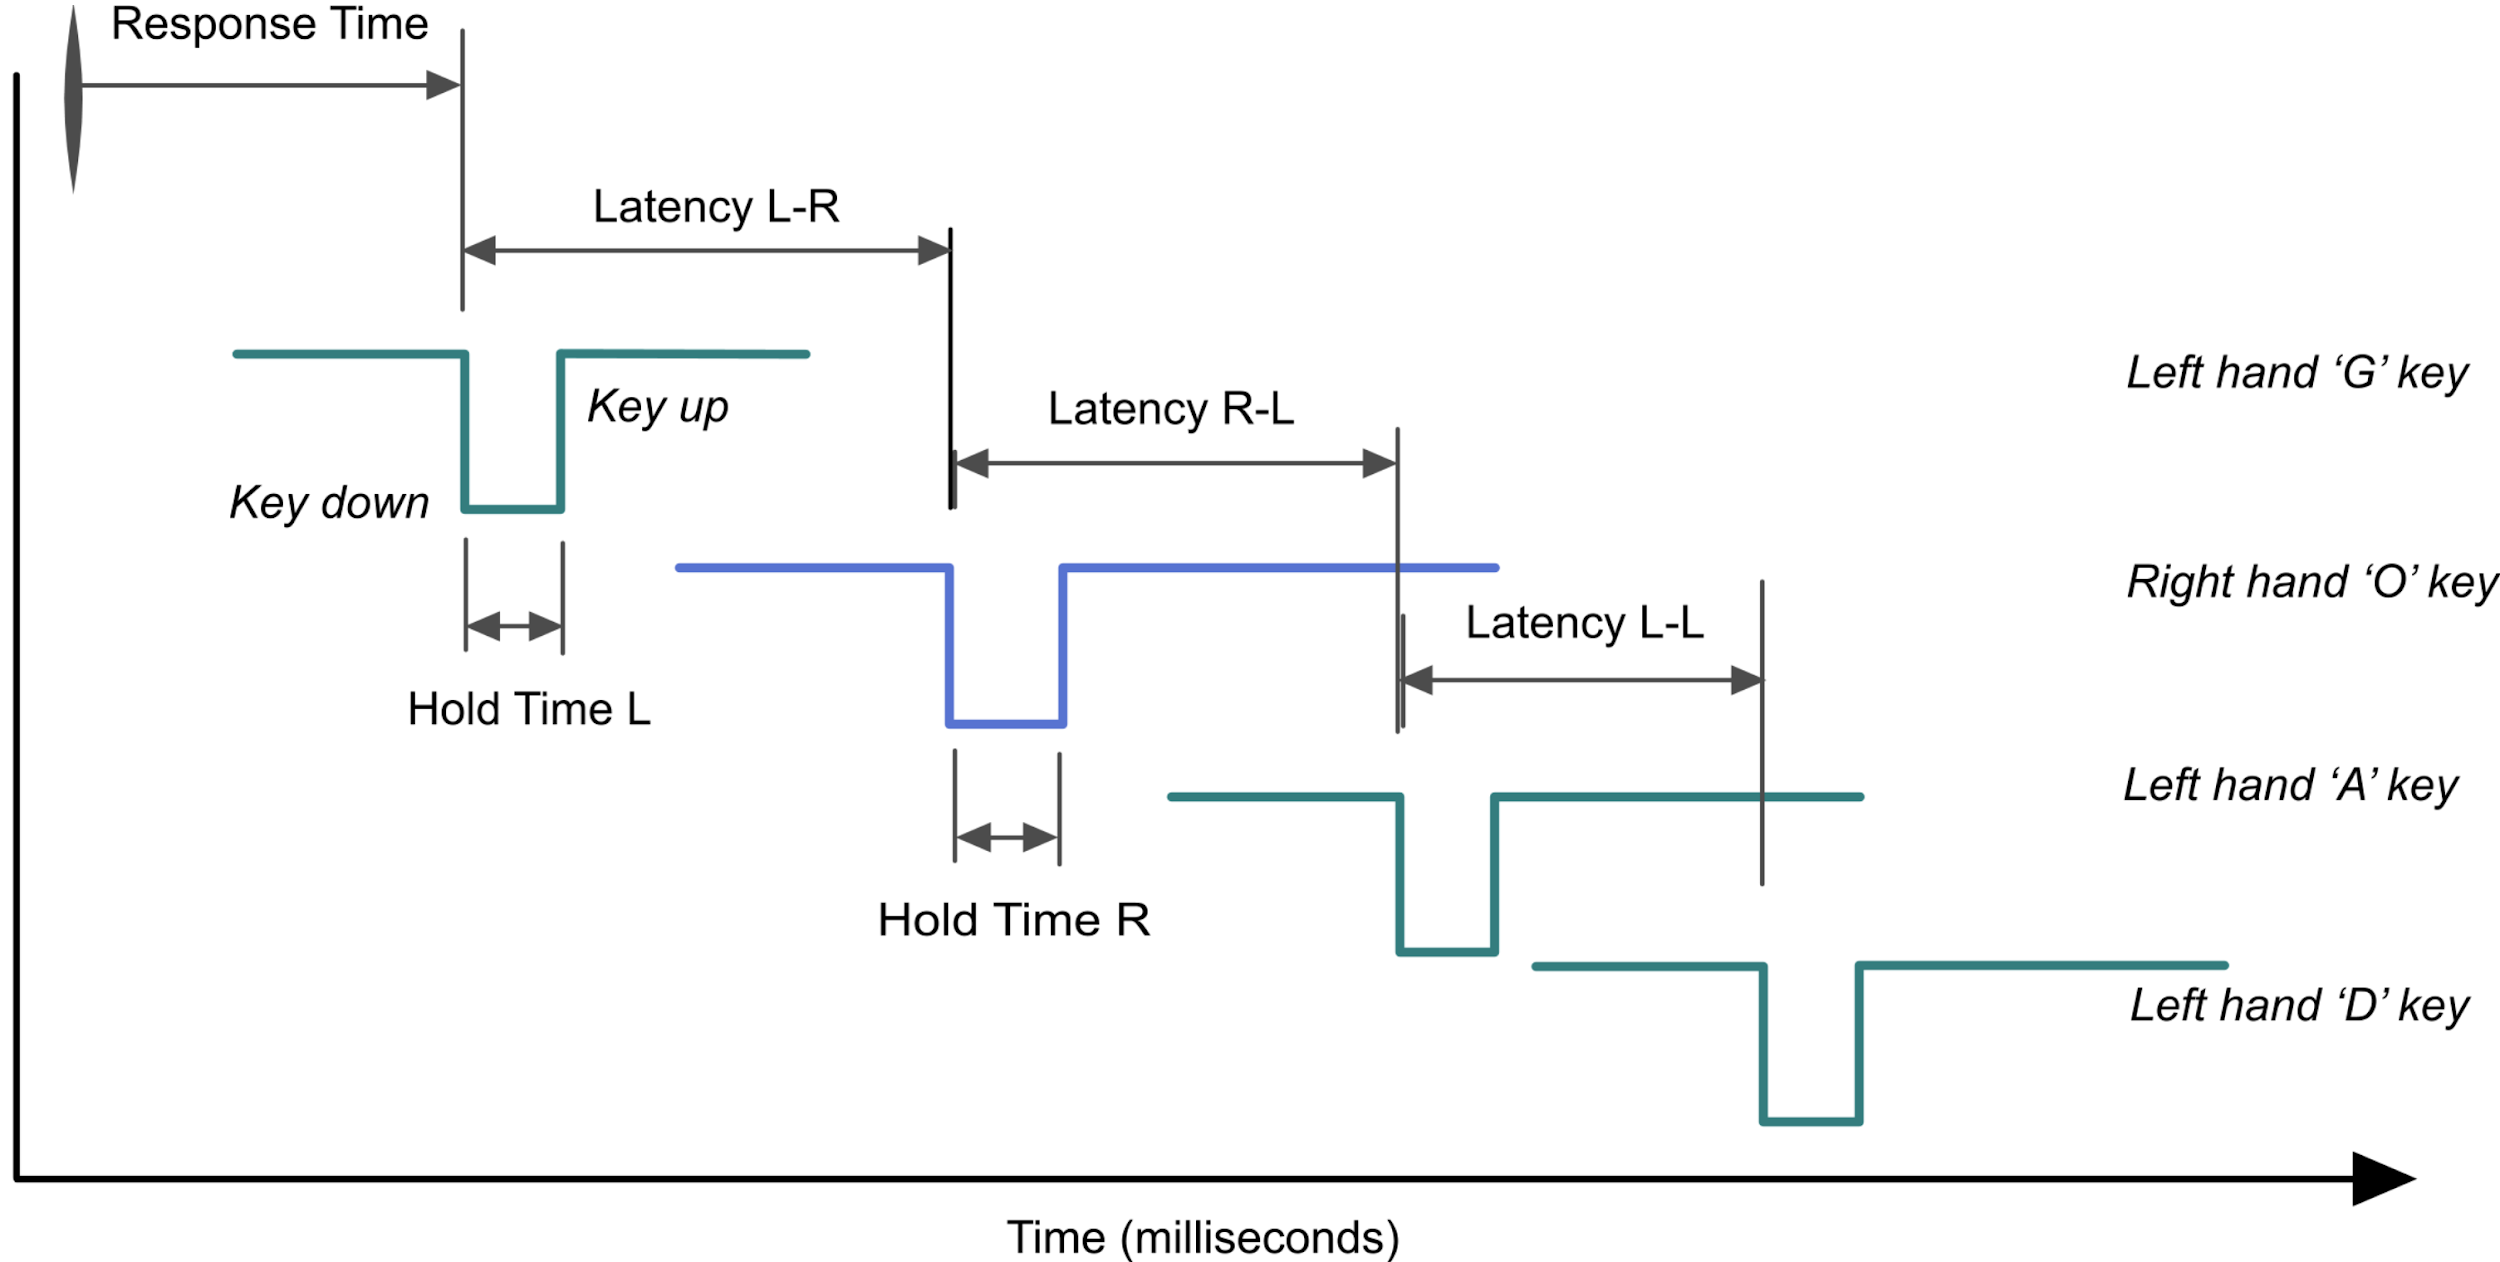 Response Time
Latency L-R
Left hand ‘G’ key
Key up
Latency R-L
Key down
Right hand ‘O’ key
Latency L-L
Hold Time L
Left hand ‘A’ key
Hold Time R
Left hand ‘D’ key
Time (milliseconds)